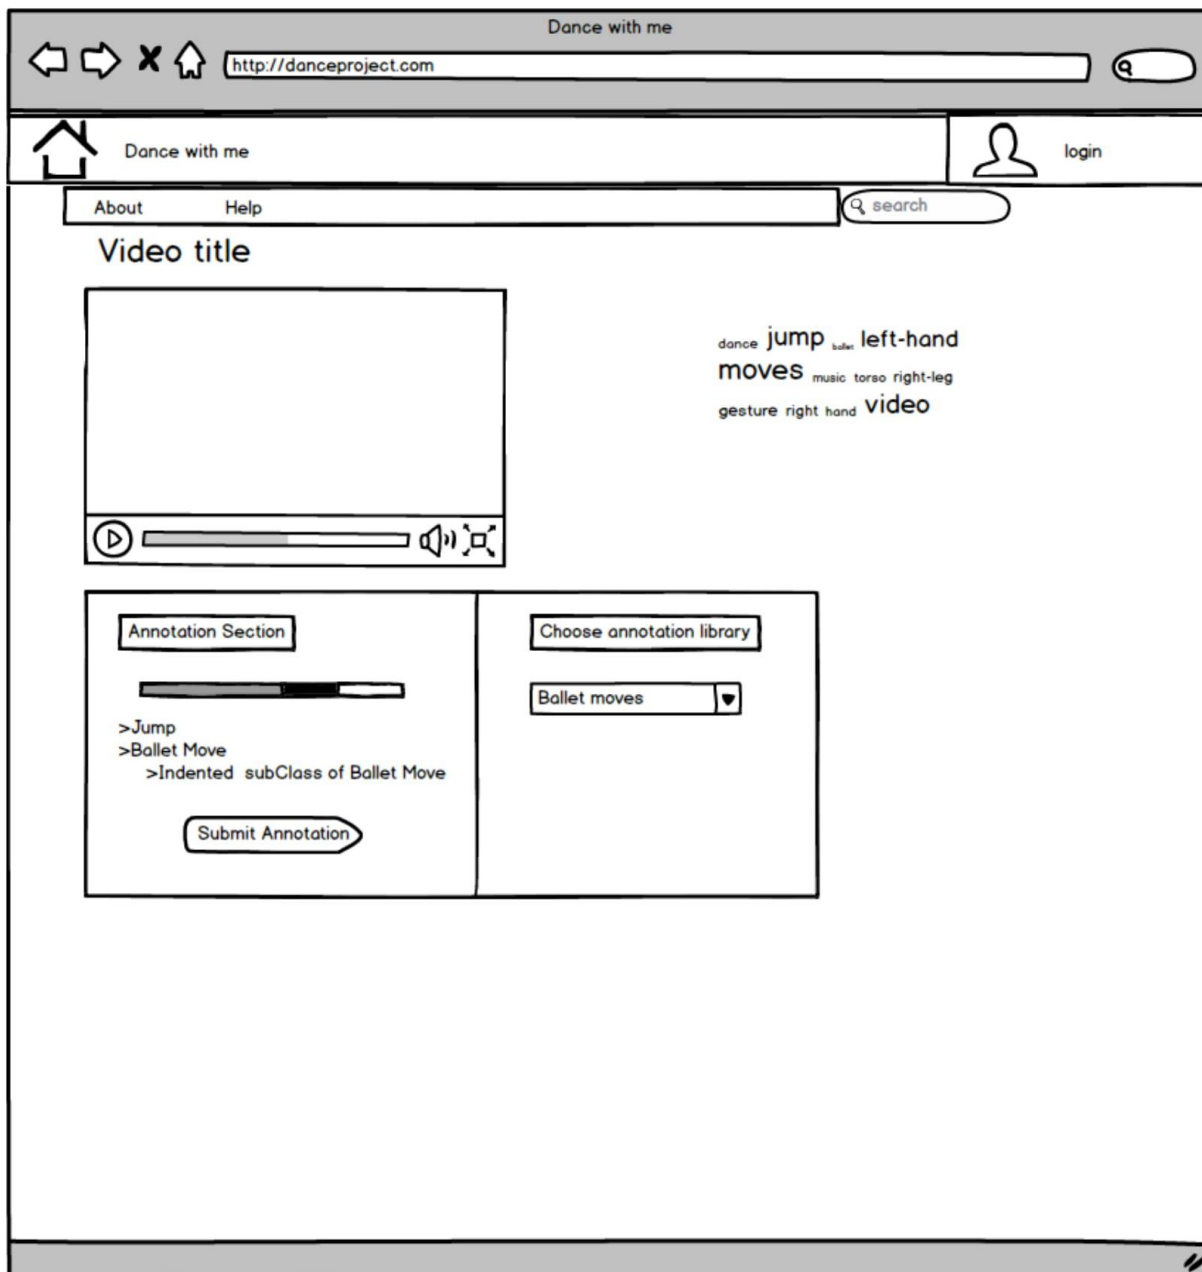 Dance with me
http://danceproject.com
Dance with me
login
About Help
search
Video title
dance jump ballet left-hand
moves music torso right-leg
gesture right hand video
Annotation Section
Choose annotation library
Ballet moves
>Jump
>Ballet Move
>Indented subClass of Ballet Move
Submit Annotation